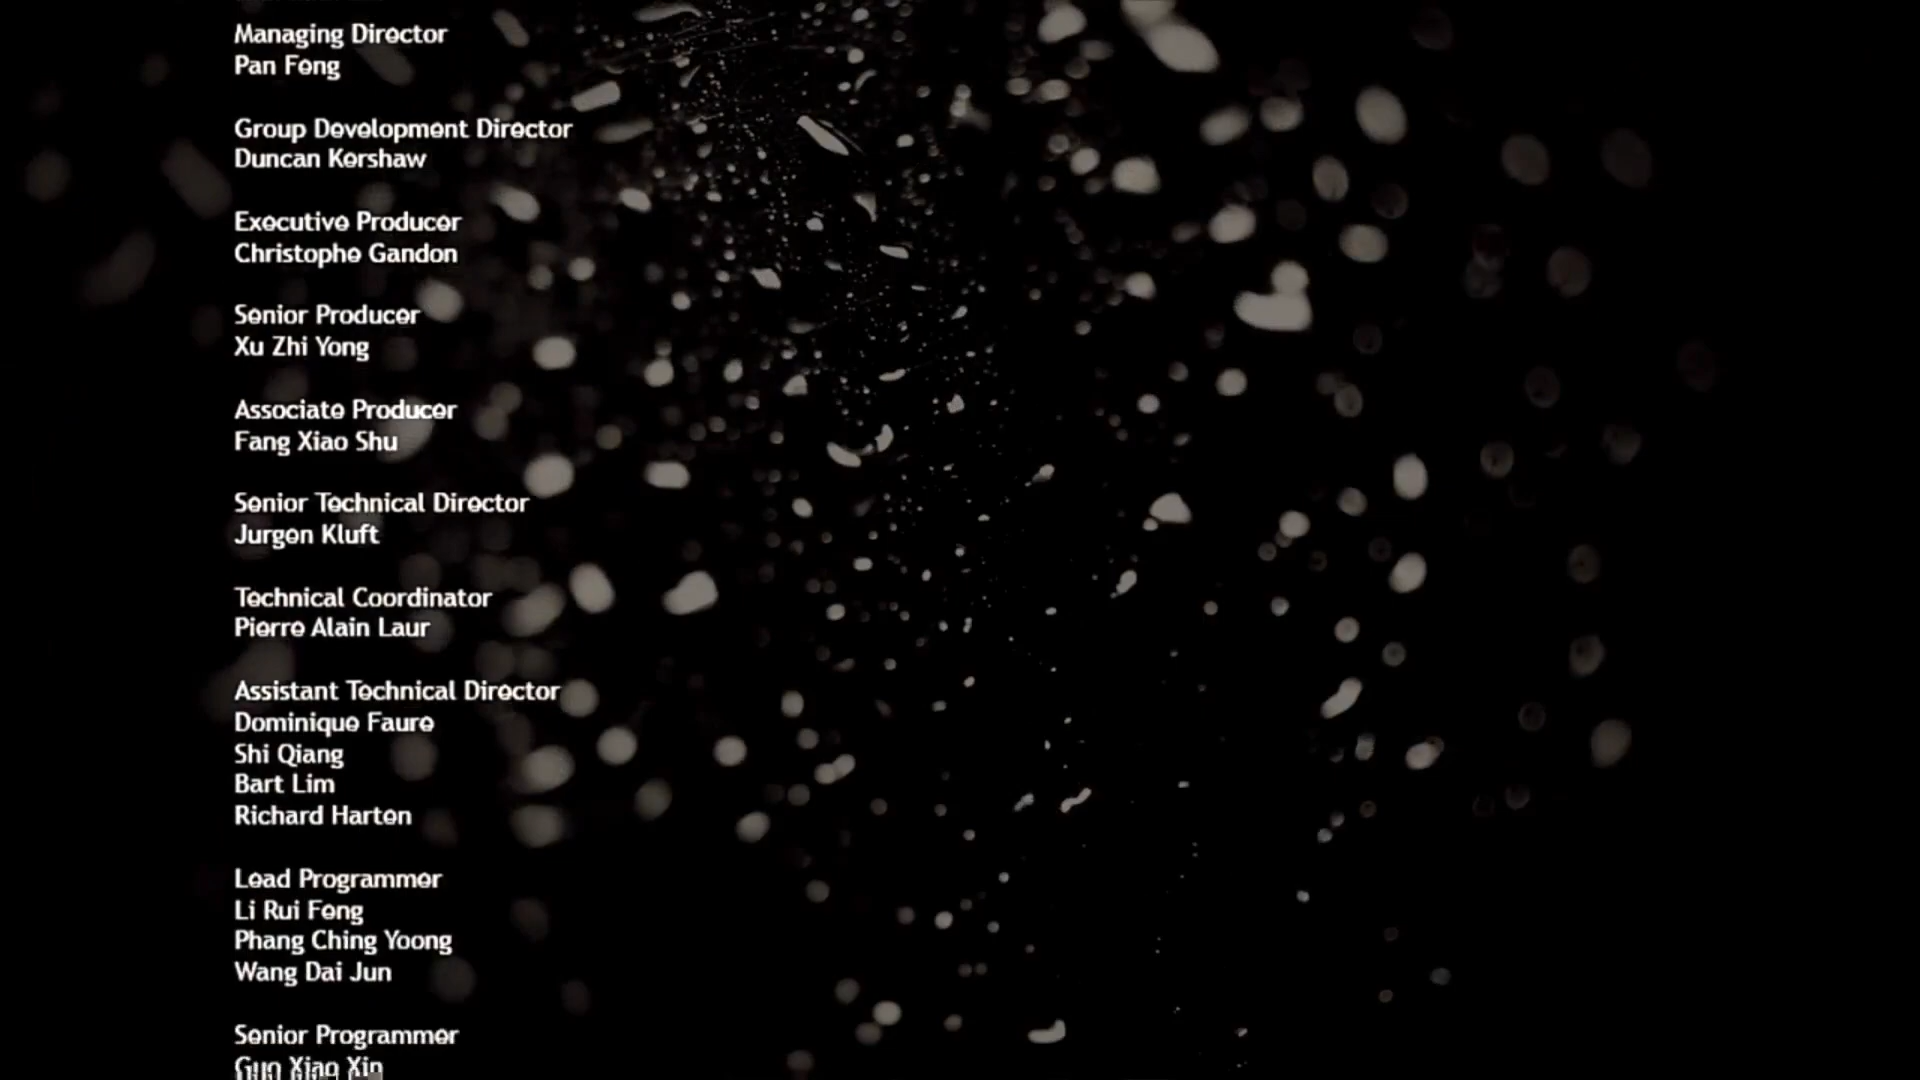 Managing Director
Pan Feng
Group Development Director
Duncan Kershaw
Executive Producer
Christophe Gandon
Senior Producer
Xu Zhi Yong
Associate Producer
Fang Xiao Shu
Senior Technical Director
Jurgen Kluft
Technical Coordinator
Pierre Alain Laur
Assistant Technical Director
Dominique Faure
Shi Qiang
Bart Lim
Richard Harten
Lead Programmer
Li Rui Feng
Phang Ching Yoong
Wang Dai Jun
Senior Programmer
Xiao Xin